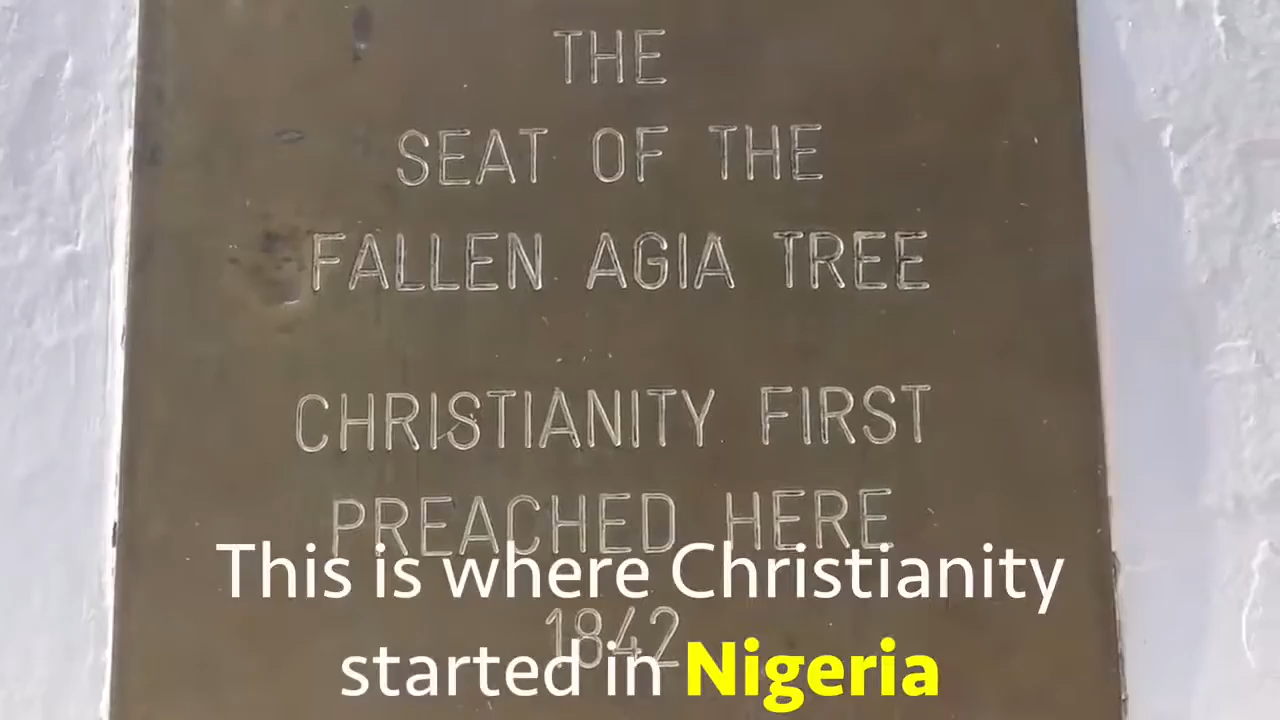 THE
SEAT OF THE
FALLEN AGIA TREE
CHRISTIANITY FIRST
PREACHED HERE
This is where Christianity
1842
started in Nigeria